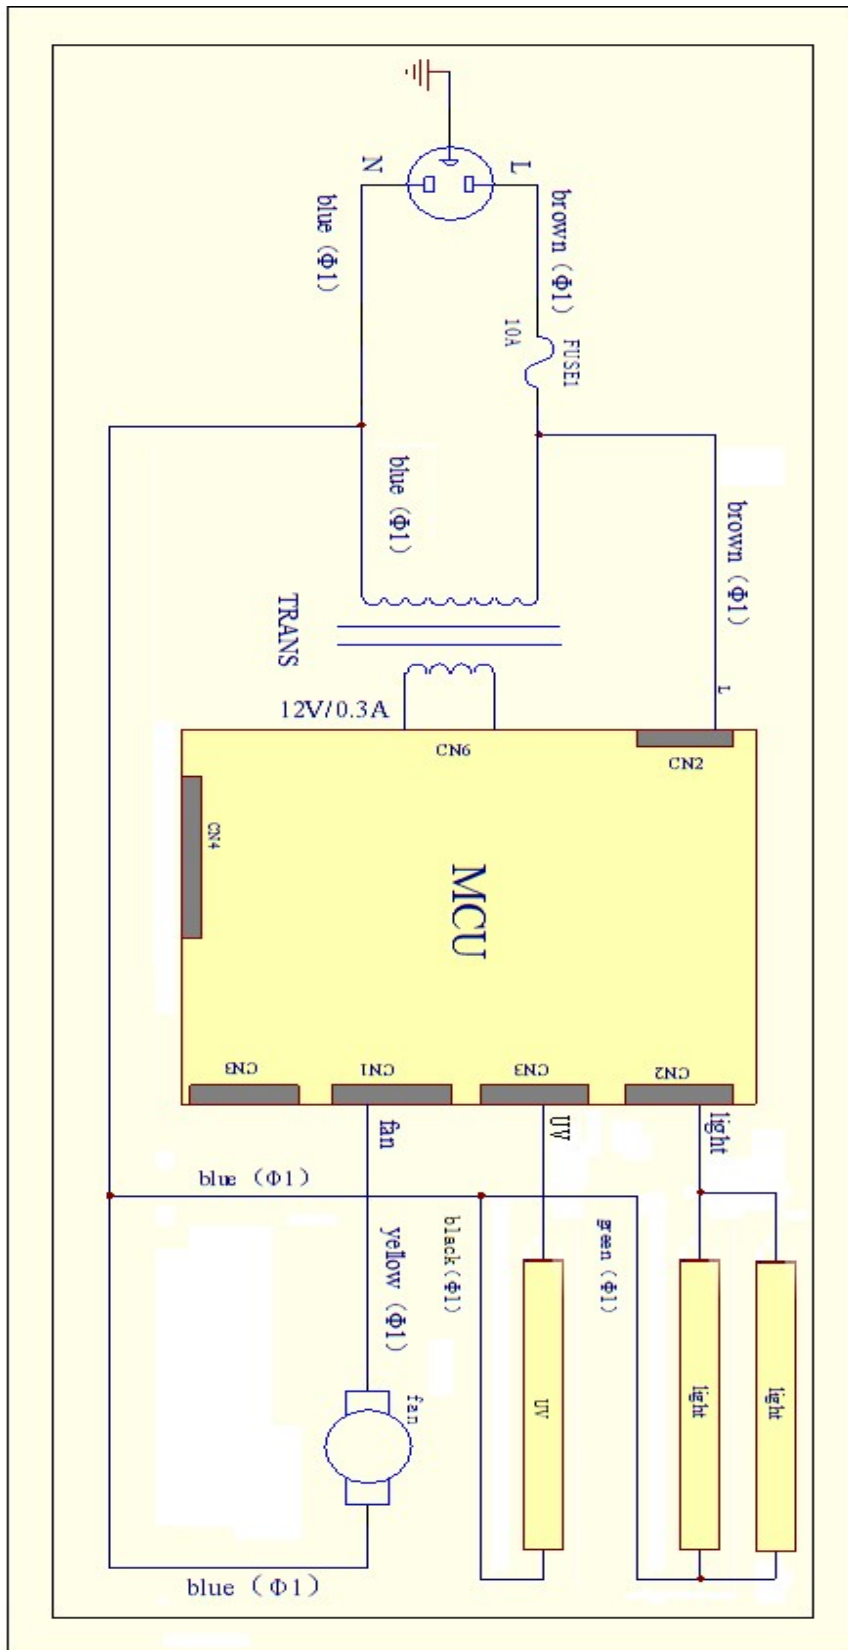 N
L
blue (Φ1)
brown (Φ1)
10A
FUSE1
blue (Φ1)
brown (Φ1)
TRANS
L
12V/0.3A
CN6
CN2
CN4
MCU
CN3
CN1
CN3
CN2
fan
UV
light
blue (Φ1)
yellow (Φ1)
black(Φ1)
green (Φ1)
fan
UV
light
light
blue (Φ1)